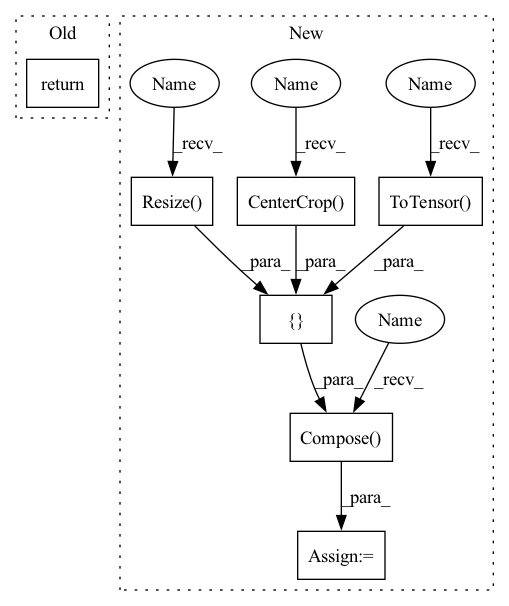 Old
New
return
Name
Name
Name
_recv_
_recv_
_recv_
Resize()
CenterCrop()
ToTensor()
_para_
_para_
_para_
{}
Name
_para_
_recv_
Compose()
_para_
Assign:=